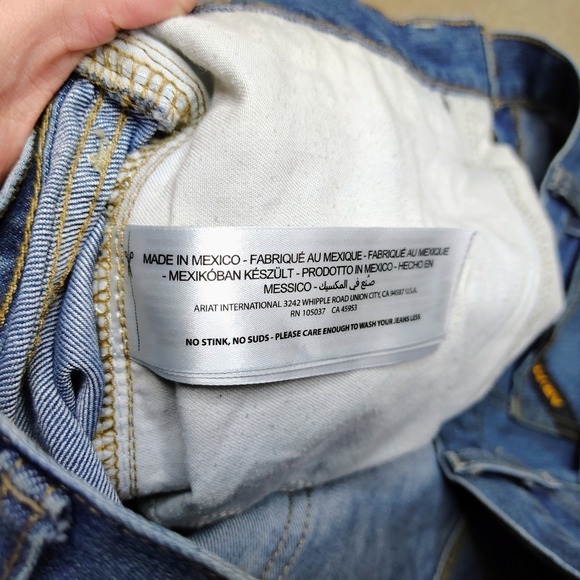 MADE IN MEXICO - FABRIQUÉ AU MEXIQUE - FABRIQUÉ AU MEXIQUE
- MEXIKÓBAN KÉSZÜLT - PRODOTTO IN MEXICO - HECHO EN
MESSICO - صنع في المكسيك
ARIAT INTERNATIONAL 3242 WHIPPLE ROAD UNION CITY, CA 94587 U.S.A.
RN 105037 CA 45953
NO STINK, NO SUDS - PLEASE CARE ENOUGH TO WASH YOUR JEANS LESS